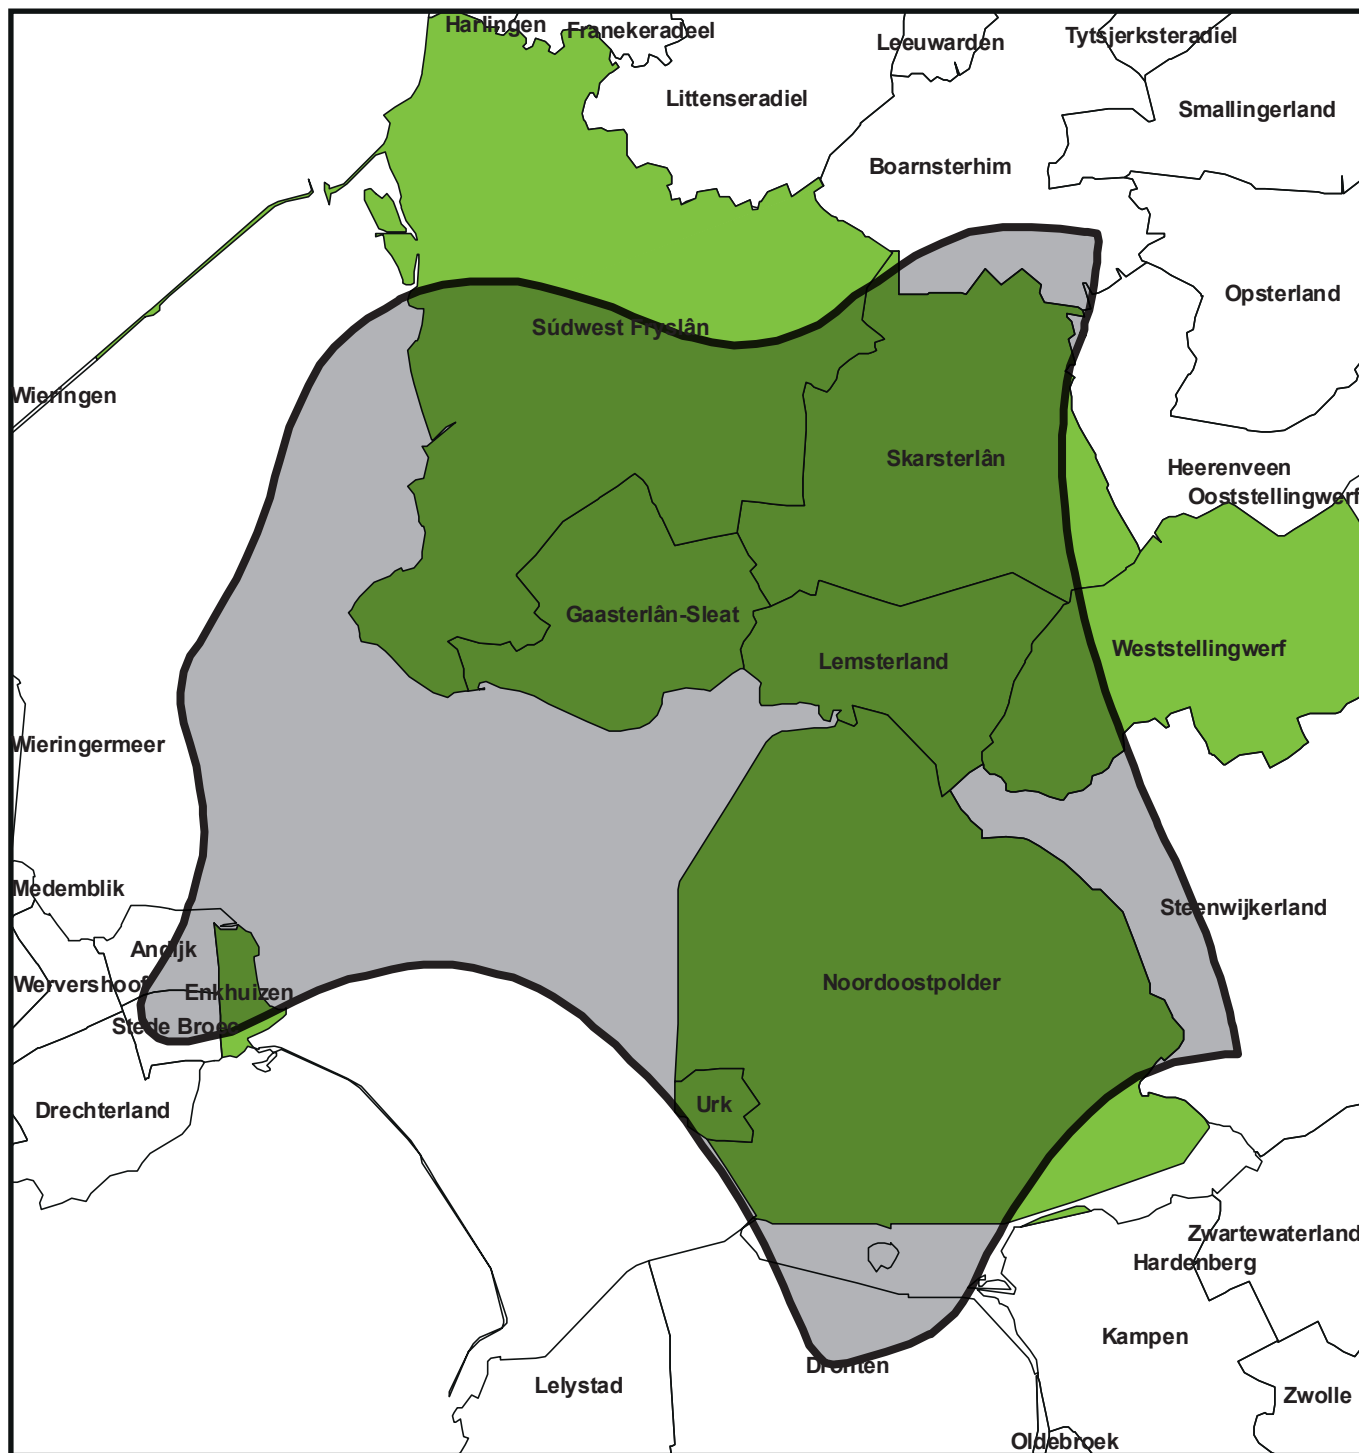 Harlingen
Franekeradeel
Leeuwarden
Tytsjerksteradiel
Littenseradiel
Smallingerland
Boarnsterhim
Opsterland
Súdwest Fryslân
Wieringen
Skarsterlân
Heerenveen
Ooststellingwerf
Gaasterlân-Sleat
Lemsterland
Weststellingwerf
Wieringermeer
Medemblik
Steenwijkerland
Andijk
Wervershoof
Enkhuizen
Noordoostpolder
Stede Broec
Drechterland
Urk
Zwartewaterland
Hardenberg
Kampen
Dronten
Lelystad
Zwolle
Oldebroek